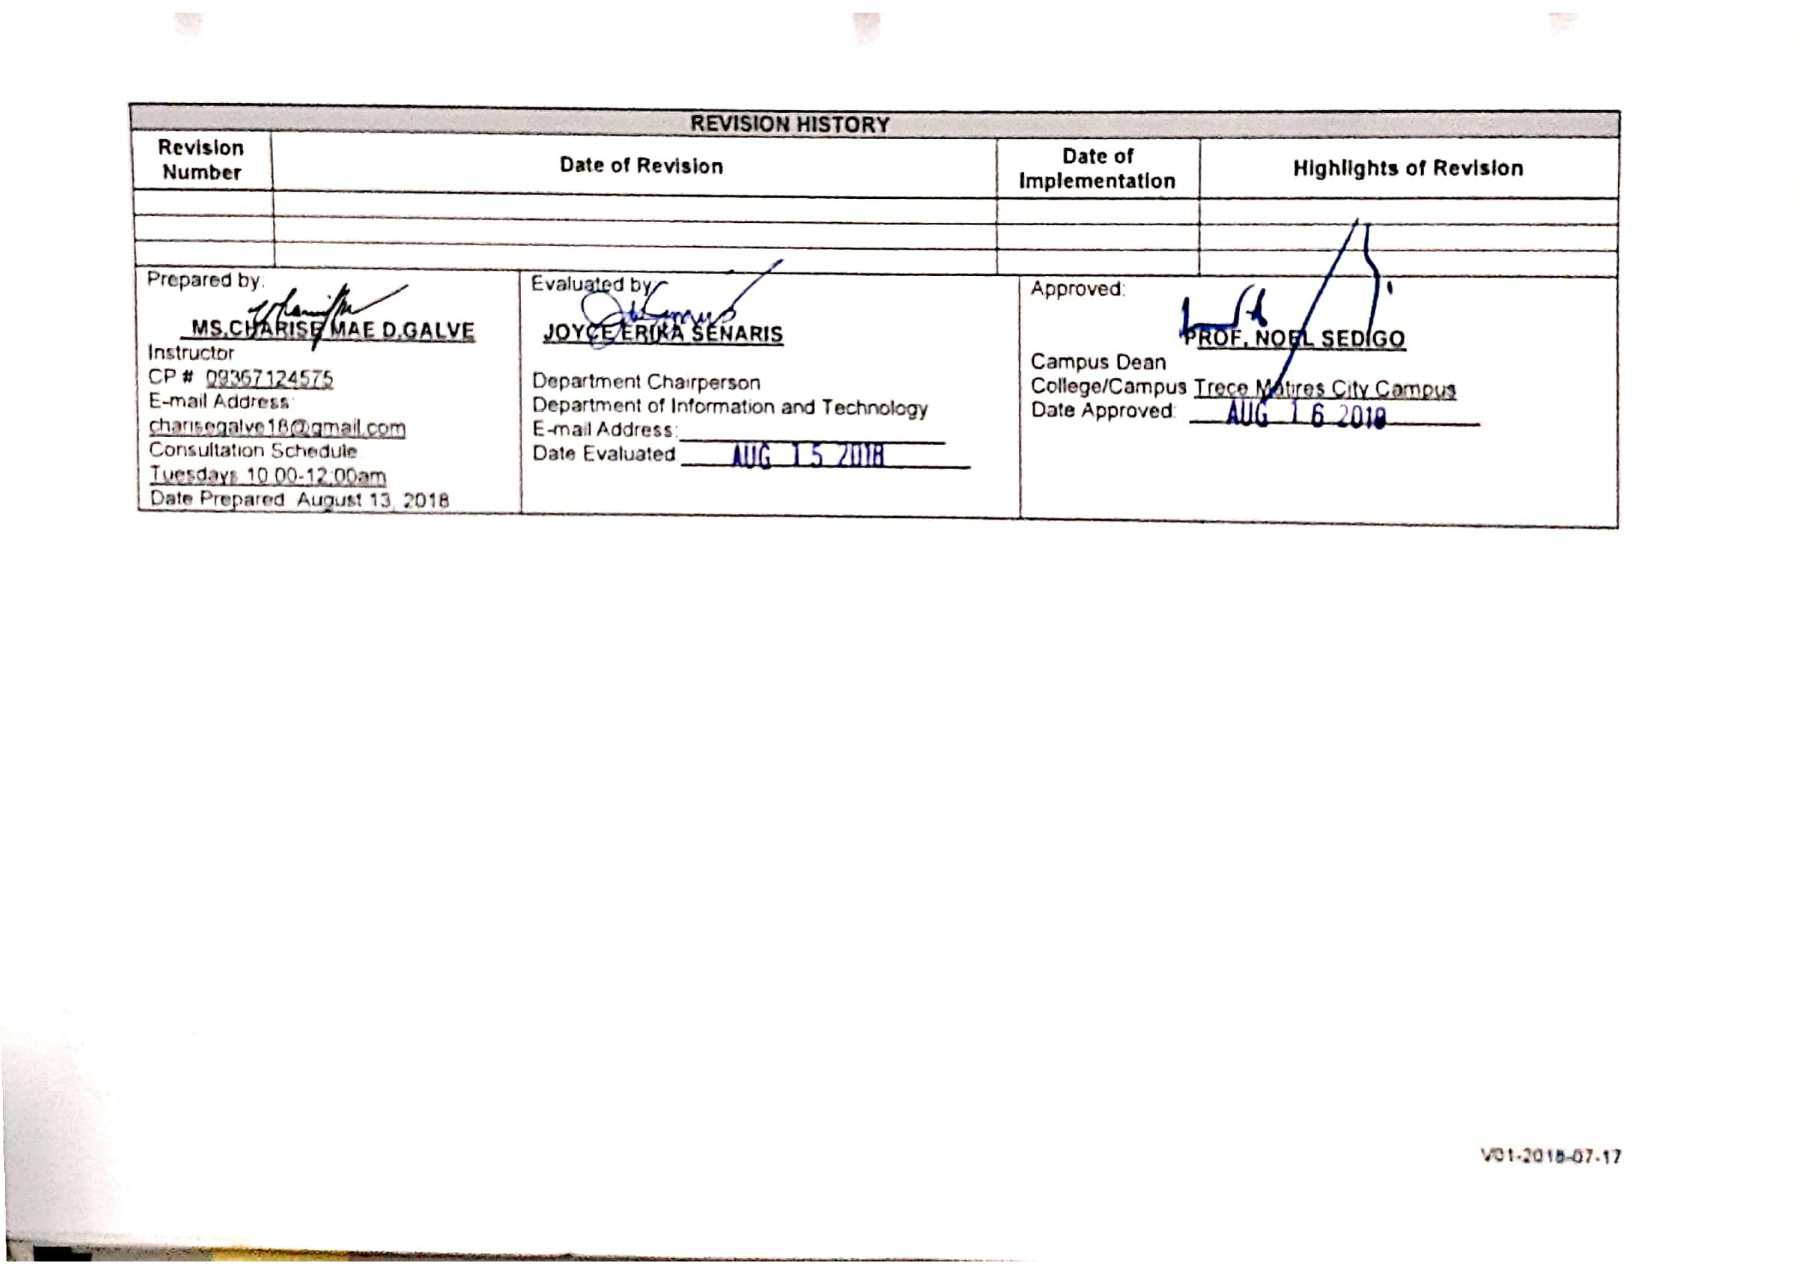 REVISION HISTORY
Revision Number
Date of Revision
Date of Implementation
Highlights of Revision
Prepared by:
MS.CHARISE MAE D.GALVE
Instructor
CP # 09367124575
E-mail Address:
charisegalve18@gmail.com
Consultation Schedule
Tuesdays 10:00-12:00am
Date Prepared August 13, 2018
Evaluated by
JOYCE ERIKA SENARIS
Department Chairperson
Department of Information and Technology
E-mail Address:
Date Evaluated AUG 15 2018
Approved:
PROF. NOEL SEDIGO
Campus Dean
College/Campus Trece Matires City Campus
Date Approved: AUG 16 2018
V01-2018-07-17